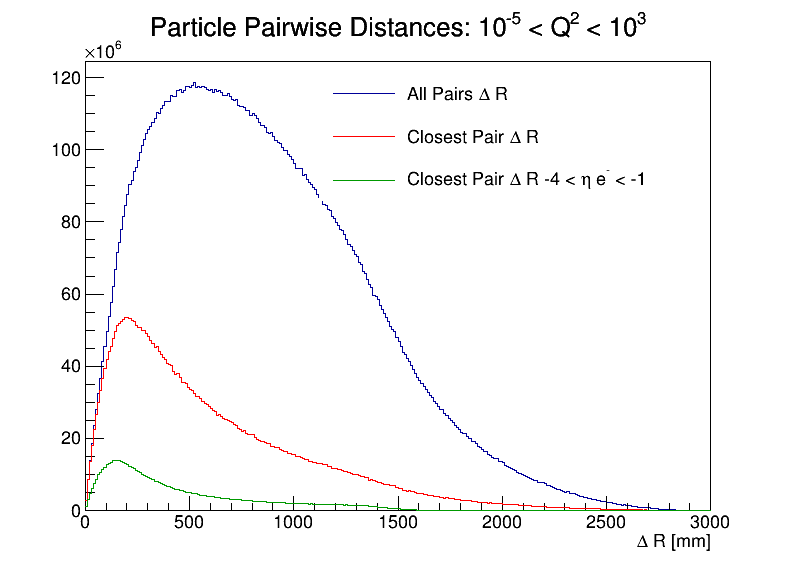 Particle Pairwise Distances: 10⁻⁵ < Q² < 10³
×10⁶
120
100
80
60
40
20
0
All Pairs Δ R
Closest Pair Δ R
Closest Pair Δ R -4 < η e⁻ < -1
0 500 1000 1500 2000 2500 3000
Δ R [mm]